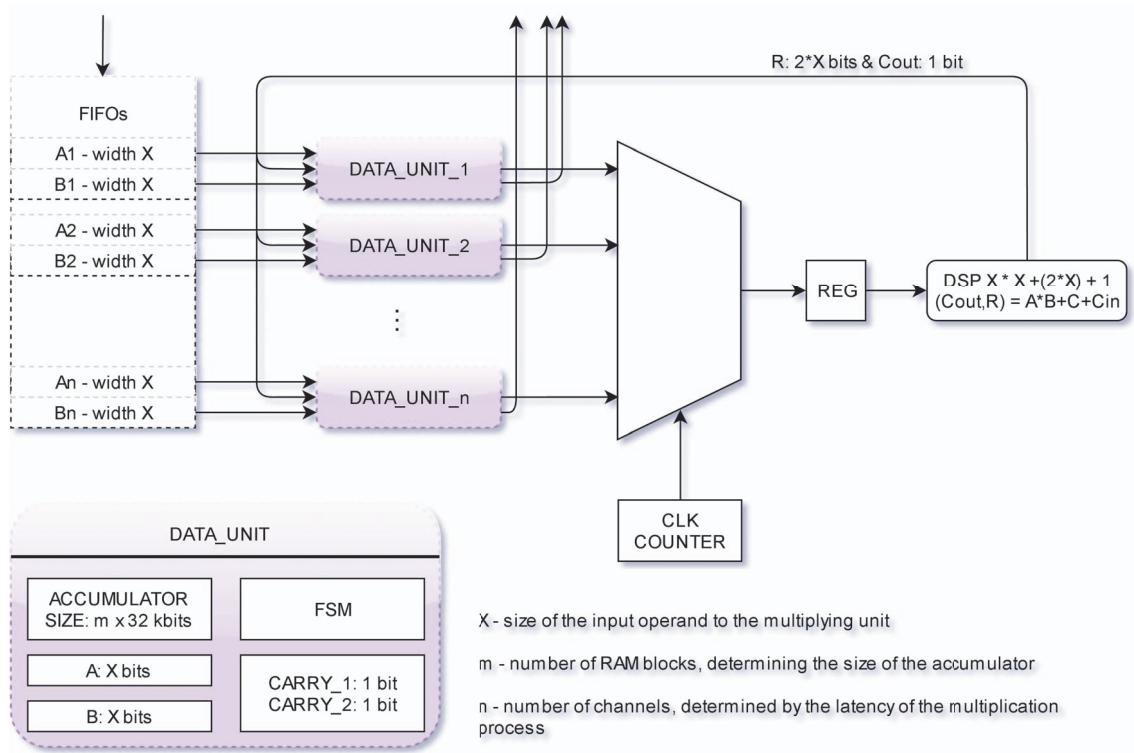 R: 2*X bits & Cout: 1 bit
FIFOs
A1 - width X
B1 - width X
A2 - width X
B2 - width X
An - width X
Bn - width X
DATA_UNIT_1
DATA_UNIT_2
...
DATA_UNIT_n
REG
DSP X * X +(2*X) + 1
(Cout,R) = A*B+C+Cin
CLK
COUNTER
DATA_UNIT
ACCUMULATOR
SIZE: m x 32 kbits
FSM
A: X bits
B: X bits
CARRY_1: 1 bit
CARRY_2: 1 bit
X - size of the input operand to the multiplying unit
m - number of RAM blocks, determining the size of the accumulator
n - number of channels, determined by the latency of the multiplication
process